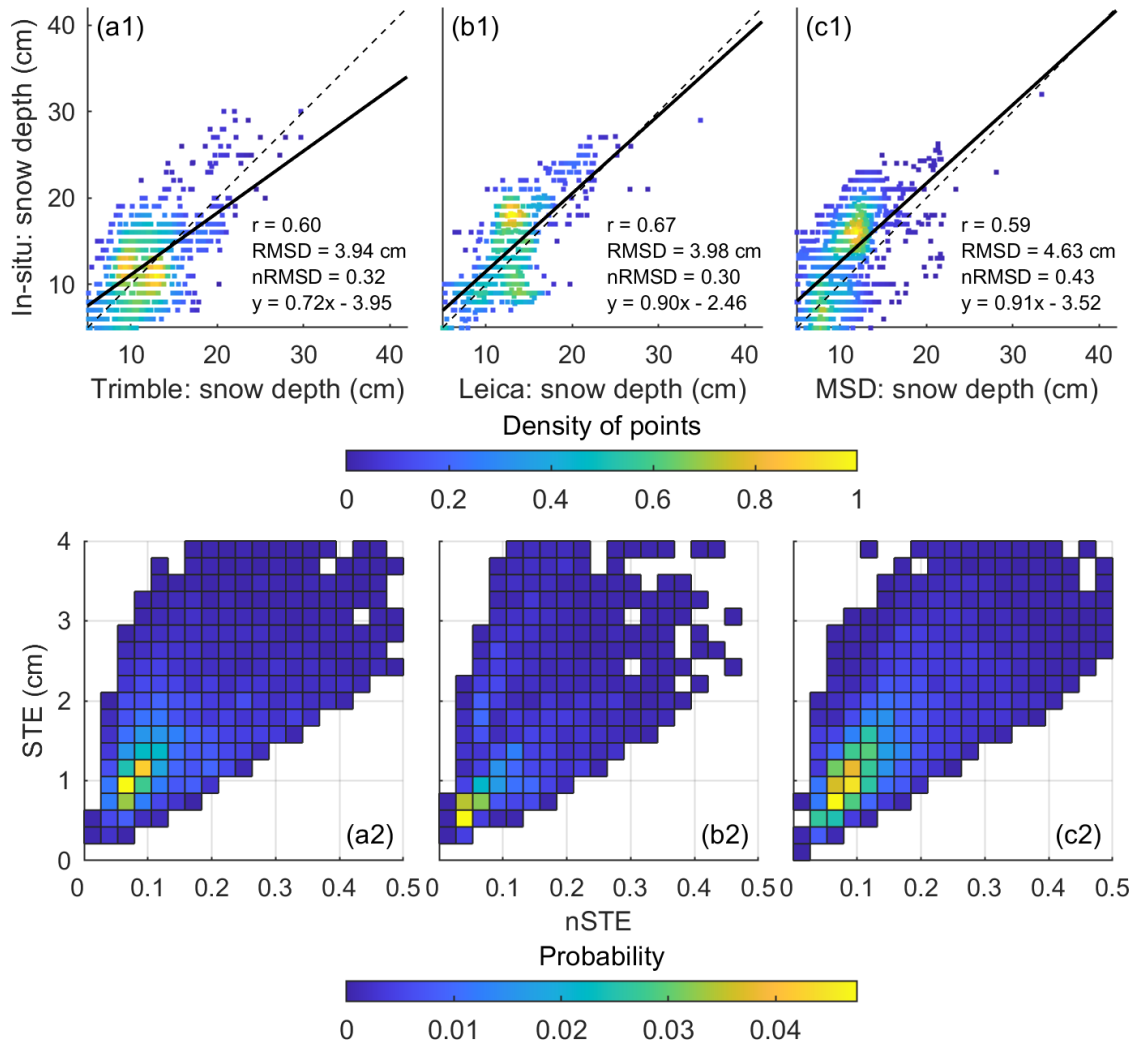 In-situ: snow depth (cm)
40
30
20
10
(a1)
r = 0.60
RMSD = 3.94 cm
nRMSD = 0.32
y = 0.72x - 3.95
10 20 30 40
Trimble: snow depth (cm)
(b1)
r = 0.67
RMSD = 3.98 cm
nRMSD = 0.30
y = 0.90x - 2.46
10 20 30 40
Leica: snow depth (cm)
(c1)
r = 0.59
RMSD = 4.63 cm
nRMSD = 0.43
y = 0.91x - 3.52
10 20 30 40
MSD: snow depth (cm)
Density of points
0 0.2 0.4 0.6 0.8 1
STE (cm)
4
3
2
1
0
(a2)
0 0.1 0.2 0.3 0.4 0.5
(b2)
0 0.1 0.2 0.3 0.4 0.5
(c2)
0 0.1 0.2 0.3 0.4 0.5
nSTE
Probability
0 0.01 0.02 0.03 0.04